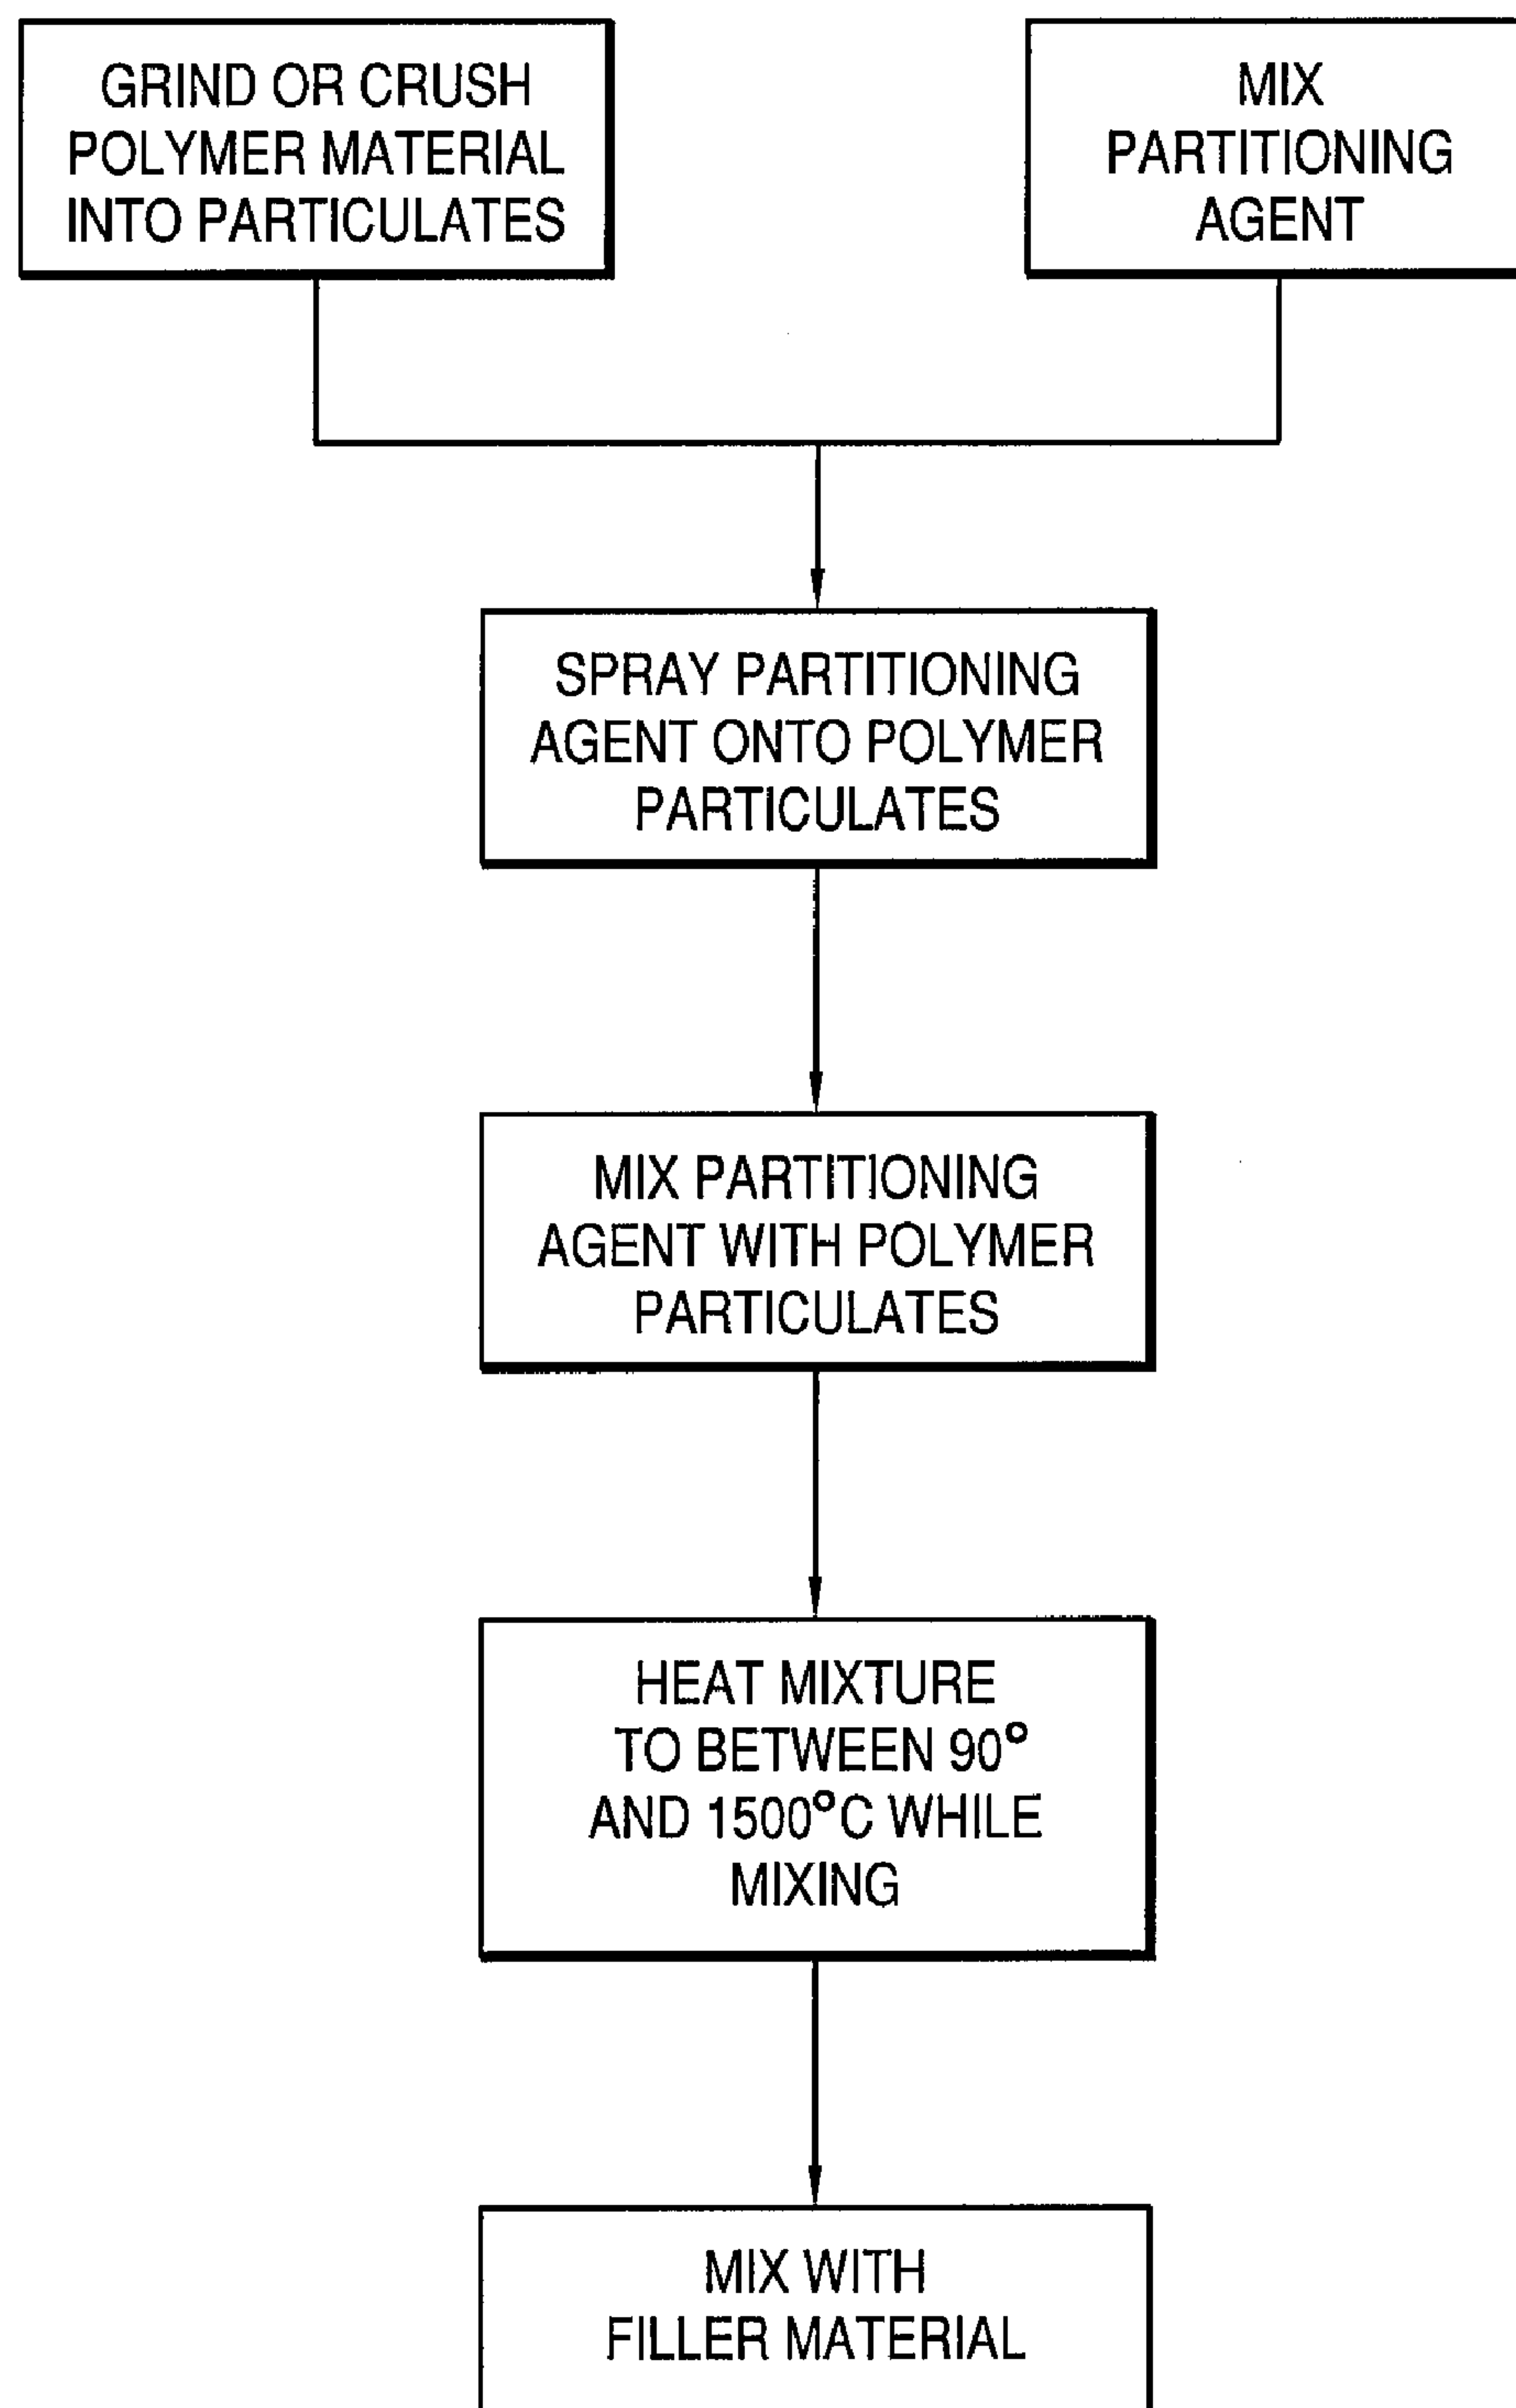 GRIND OR CRUSH
POLYMER MATERIAL
INTO PARTICULATES
MIX
PARTITIONING
AGENT
SPRAY PARTITIONING
AGENT ONTO POLYMER
PARTICULATES
MIX PARTITIONING
AGENT WITH POLYMER
PARTICULATES
HEAT MIXTURE
TO BETWEEN 90°
AND 1500°C WHILE
MIXING
MIX WITH
FILLER MATERIAL